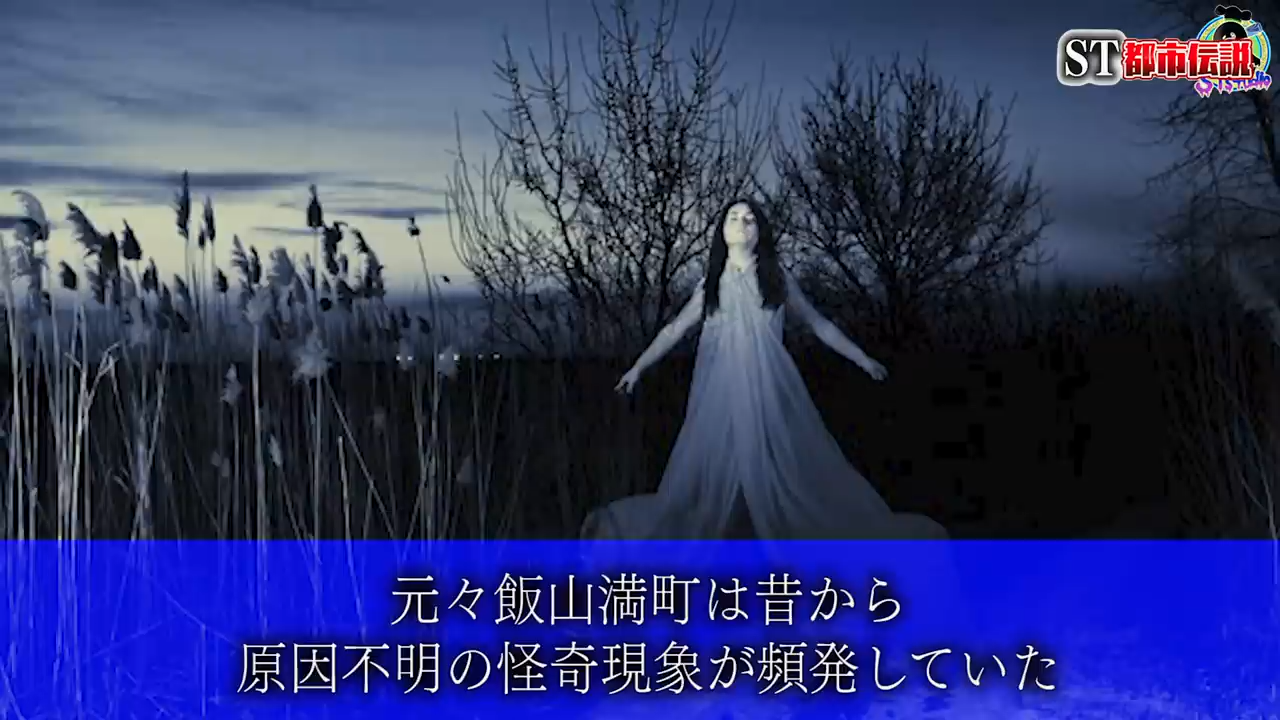 ST都市伝説
元々飯山満町は昔から
原因不明の怪奇現象が頻発していた